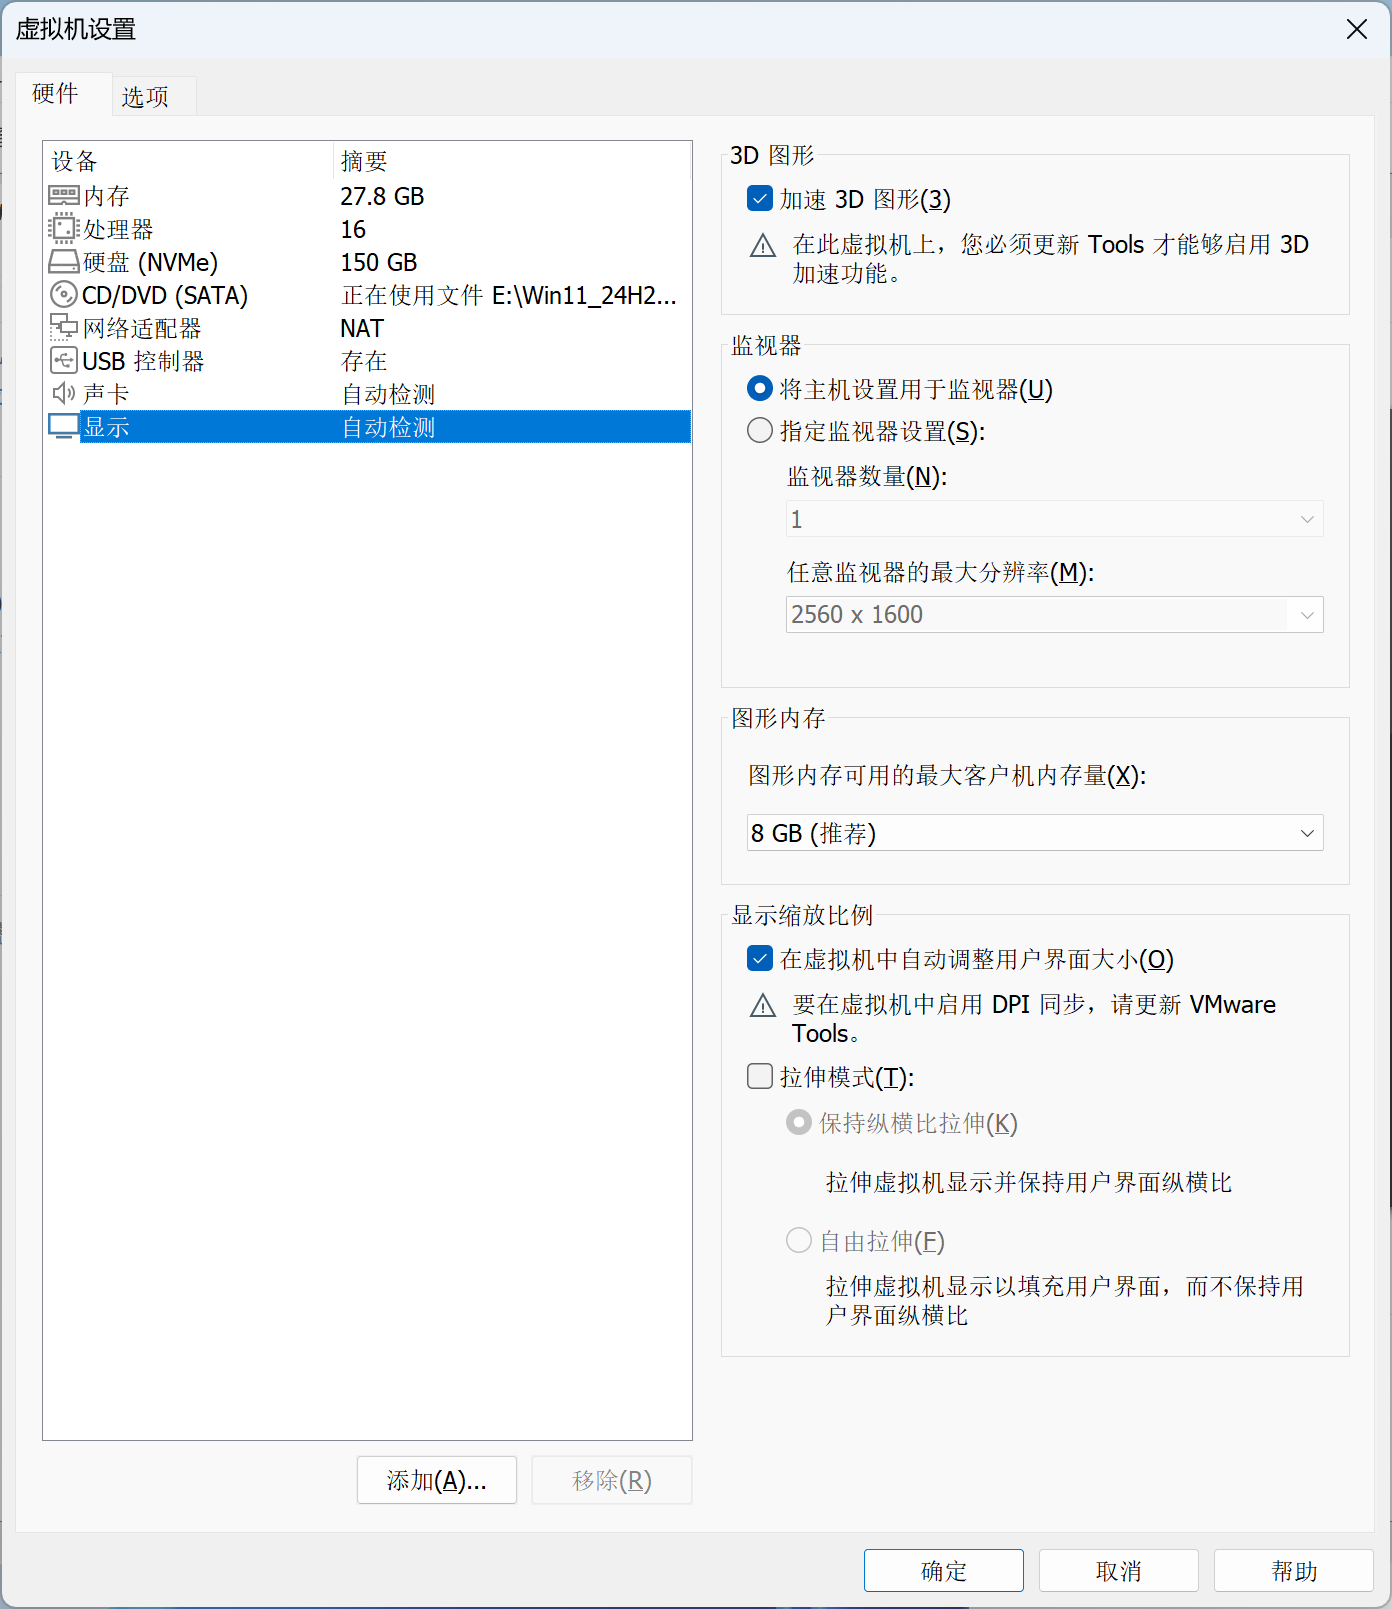 虚拟机设置
硬件
选项
设备 摘要
内存 27.8 GB
处理器 16
硬盘 (NVMe) 150 GB
CD/DVD (SATA) 正在使用文件 E:\Win11_24H2...
网络适配器 NAT
USB 控制器 存在
声卡 自动检测
显示 自动检测
添加(A)...
移除(R)
3D 图形
加速 3D 图形(3)
在此虚拟机上，您必须更新 Tools 才能够启用 3D
加速功能。
监视器
将主机设置用于监视器(U)
指定监视器设置(S):
监视器数量(N):
1
任意监视器的最大分辨率(M):
2560 x 1600
图形内存
图形内存可用的最大客户机内存量(X):
8 GB (推荐)
显示缩放比例
在虚拟机中自动调整用户界面大小(O)
要在虚拟机中启用 DPI 同步，请更新 VMware
Tools。
拉伸模式(T):
保持纵横比拉伸(K)
拉伸虚拟机显示并保持用户界面纵横比
自由拉伸(F)
拉伸虚拟机显示以填充用户界面，而不保持用
户界面纵横比
确定
取消
帮助